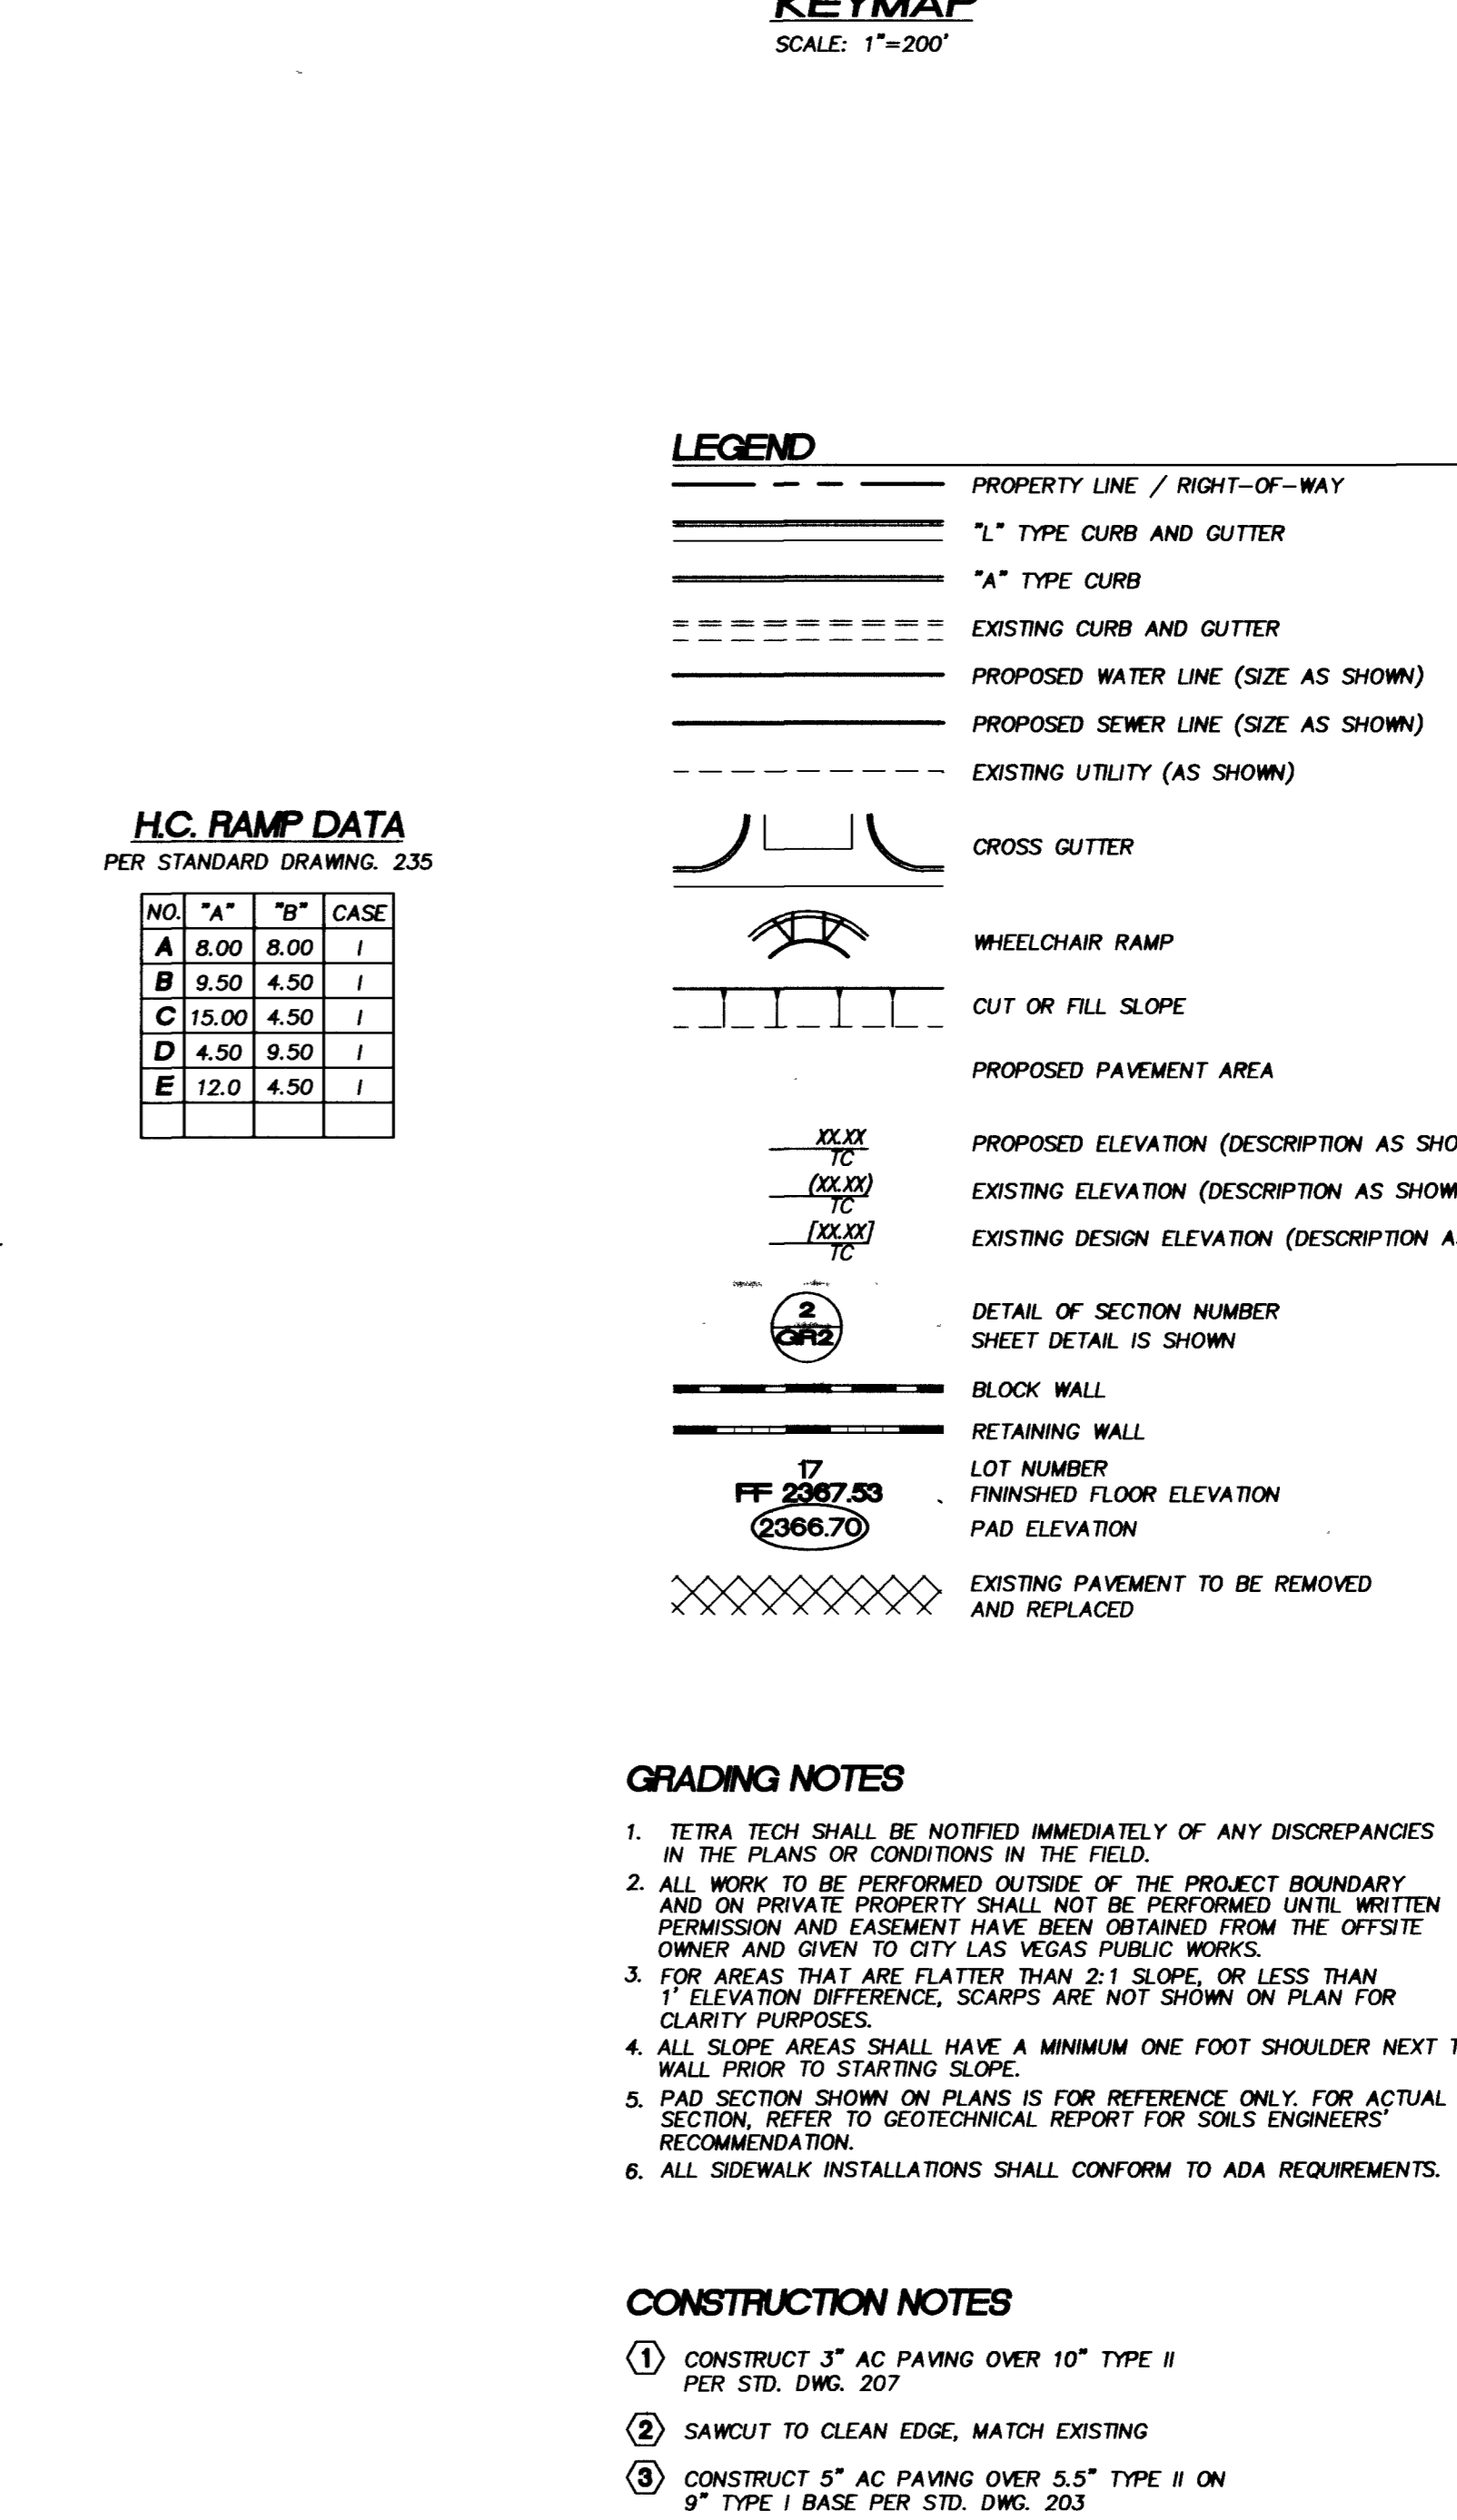 KEYMAP
SCALE: 1"=200'
LEGEND
PROPERTY LINE / RIGHT-OF-WAY
"L" TYPE CURB AND GUTTER
"A" TYPE CURB
EXISTING CURB AND GUTTER
PROPOSED WATER LINE (SIZE AS SHOWN)
PROPOSED SEWER LINE (SIZE AS SHOWN)
EXISTING UTILITY (AS SHOWN)
CROSS GUTTER
WHEELCHAIR RAMP
CUT OR FILL SLOPE
PROPOSED PAVEMENT AREA
XX.XX
TC
PROPOSED ELEVATION (DESCRIPTION AS SHO
(XX.XX)
TC
EXISTING ELEVATION (DESCRIPTION AS SHOW
[XX.XX]
TC
EXISTING DESIGN ELEVATION (DESCRIPTION A
2
GR2
DETAIL OF SECTION NUMBER
SHEET DETAIL IS SHOWN
BLOCK WALL
RETAINING WALL
17 LOT NUMBER
FF 2367.53 FININSHED FLOOR ELEVATION
2366.70 PAD ELEVATION
EXISTING PAVEMENT TO BE REMOVED
AND REPLACED
H.C. RAMP DATA
PER STANDARD DRAWING. 235
NO. "A" "B" CASE
A 8.00 8.00 1
B 9.50 4.50 1
C 15.00 4.50 1
D 4.50 9.50 1
E 12.0 4.50 1
GRADING NOTES
1. TETRA TECH SHALL BE NOTIFIED IMMEDIATELY OF ANY DISCREPANCIES
IN THE PLANS OR CONDITIONS IN THE FIELD.
2. ALL WORK TO BE PERFORMED OUTSIDE OF THE PROJECT BOUNDARY
AND ON PRIVATE PROPERTY SHALL NOT BE PERFORMED UNTIL WRITTEN
PERMISSION AND EASEMENT HAVE BEEN OBTAINED FROM THE OFFSITE
OWNER AND GIVEN TO CITY LAS VEGAS PUBLIC WORKS.
3. FOR AREAS THAT ARE FLATTER THAN 2:1 SLOPE, OR LESS THAN
1' ELEVATION DIFFERENCE, SCARPS ARE NOT SHOWN ON PLAN FOR
CLARITY PURPOSES.
4. ALL SLOPE AREAS SHALL HAVE A MINIMUM ONE FOOT SHOULDER NEXT T
WALL PRIOR TO STARTING SLOPE.
5. PAD SECTION SHOWN ON PLANS IS FOR REFERENCE ONLY. FOR ACTUAL
SECTION, REFER TO GEOTECHNICAL REPORT FOR SOILS ENGINEERS'
RECOMMENDATION.
6. ALL SIDEWALK INSTALLATIONS SHALL CONFORM TO ADA REQUIREMENTS.
CONSTRUCTION NOTES
1 CONSTRUCT 3" AC PAVING OVER 10" TYPE II
PER STD. DWG. 207
2 SAWCUT TO CLEAN EDGE, MATCH EXISTING
3 CONSTRUCT 5" AC PAVING OVER 5.5" TYPE II ON
9" TYPE I BASE PER STD. DWG. 203